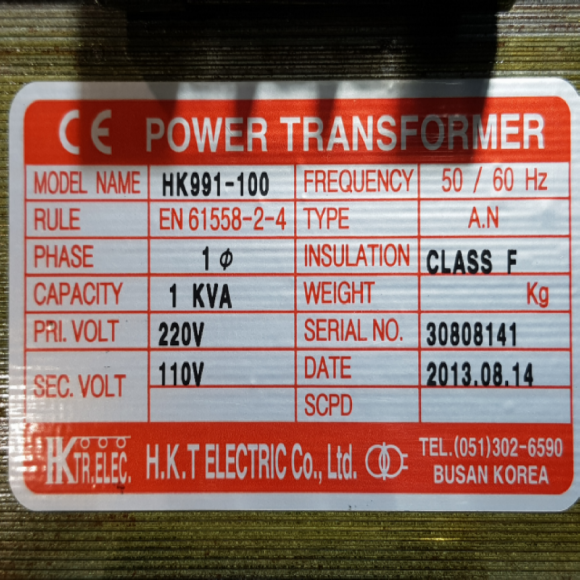 CE POWER TRANSFORMER
MODEL NAME HK991-100 FREQUENCY 50 / 60 Hz
RULE EN 61558-2-4 TYPE A.N
PHASE 1 ϕ INSULATION CLASS F
CAPACITY 1 KVA WEIGHT Kg
PRI. VOLT 220V SERIAL NO. 30808141
SEC. VOLT 110V DATE 2013.08.14
SCPD
HK TR.ELEC. H.K.T ELECTRIC Co., Ltd. TEL.(051)302-6590
BUSAN KOREA